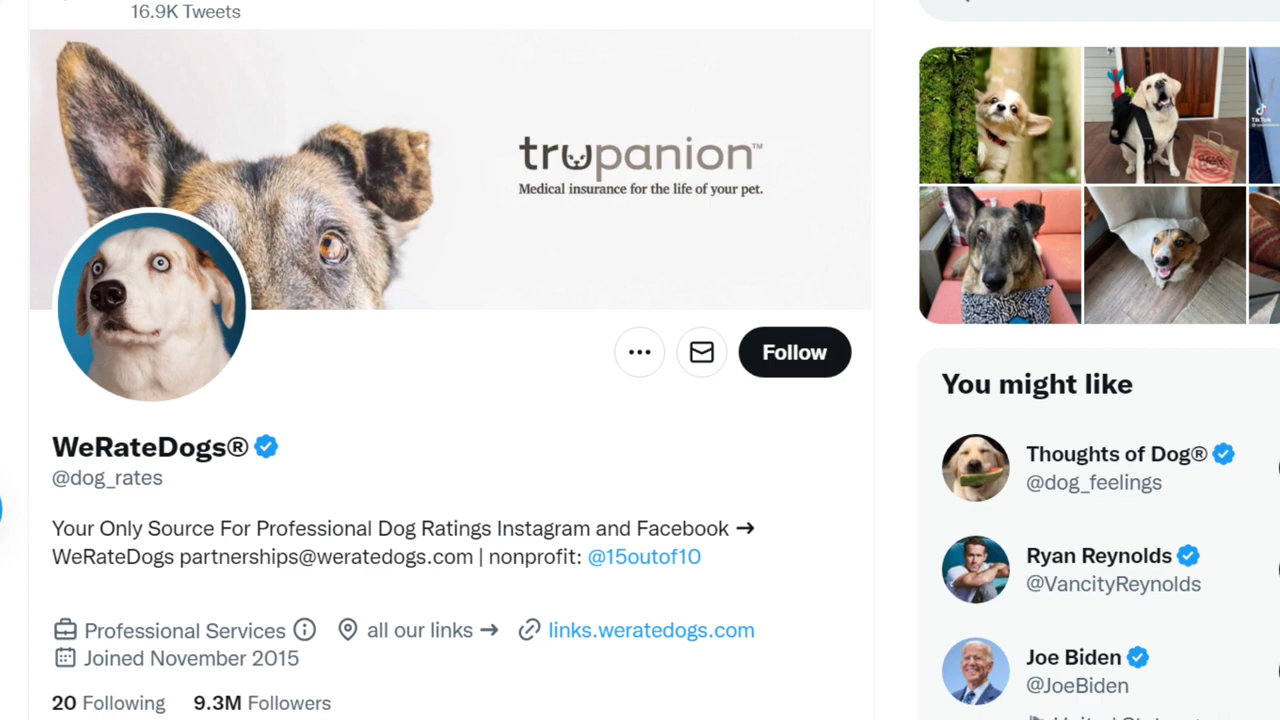 16.9K Tweets
trupanion™
Medical insurance for the life of your pet.
Follow
WeRateDogs®
@dog_rates
Your Only Source For Professional Dog Ratings Instagram and Facebook ➞
WeRateDogs partnerships@weratedogs.com | nonprofit: @15outof10
Professional Services
all our links ➞
links.weratedogs.com
Joined November 2015
20 Following
9.3M Followers
TikTok
You might like
Thoughts of Dog®
@dog_feelings
Ryan Reynolds
@VancityReynolds
Joe Biden
@JoeBiden